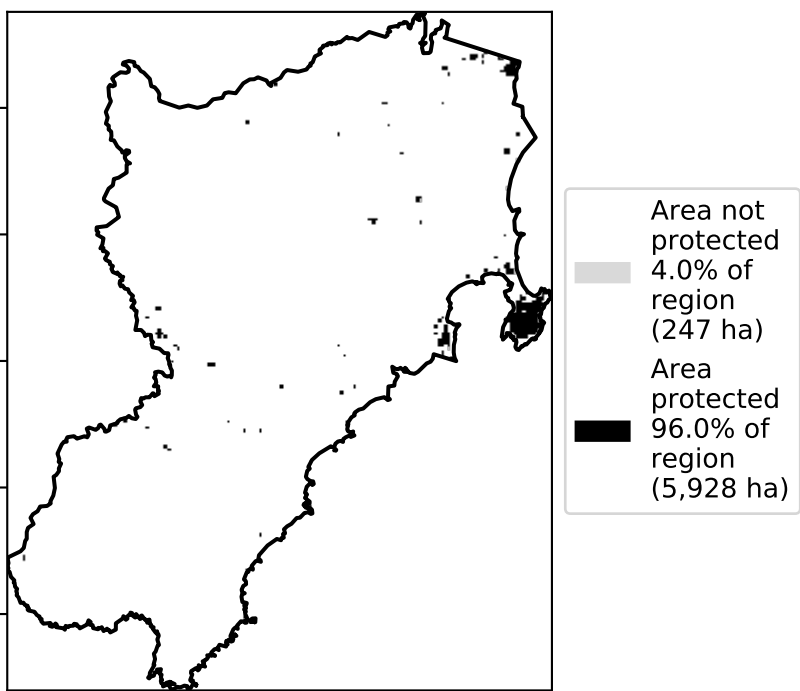 Area not
protected
4.0% of
region
(247 ha)
Area
protected
96.0% of
region
(5,928 ha)